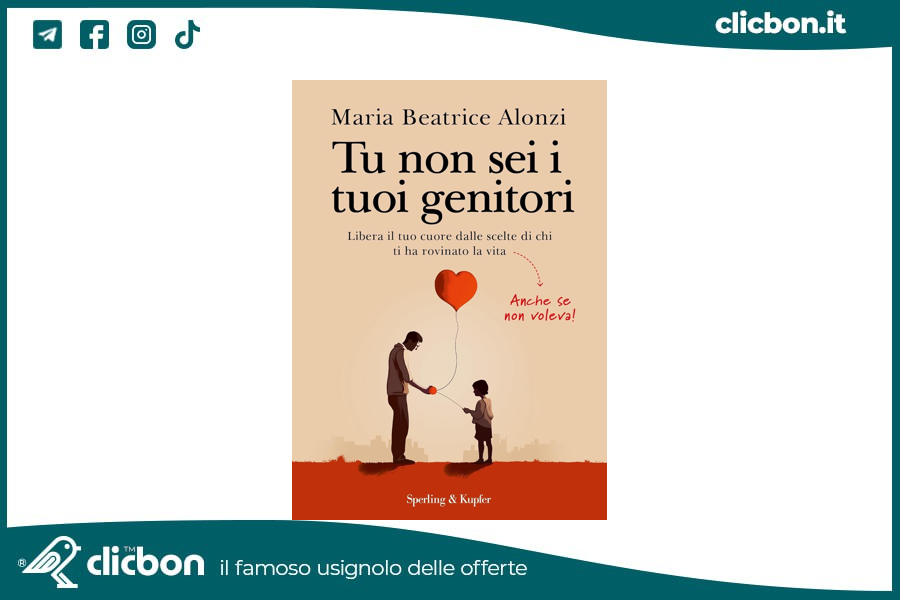 clicbon.it
Maria Beatrice Alonzi
Tu non sei i
tuoi genitori
Libera il tuo cuore dalle scelte di chi
ti ha rovinato la vita
Anche se
non voleva!
Sperling & Kupfer
® clicbon™ il famoso usignolo delle offerte